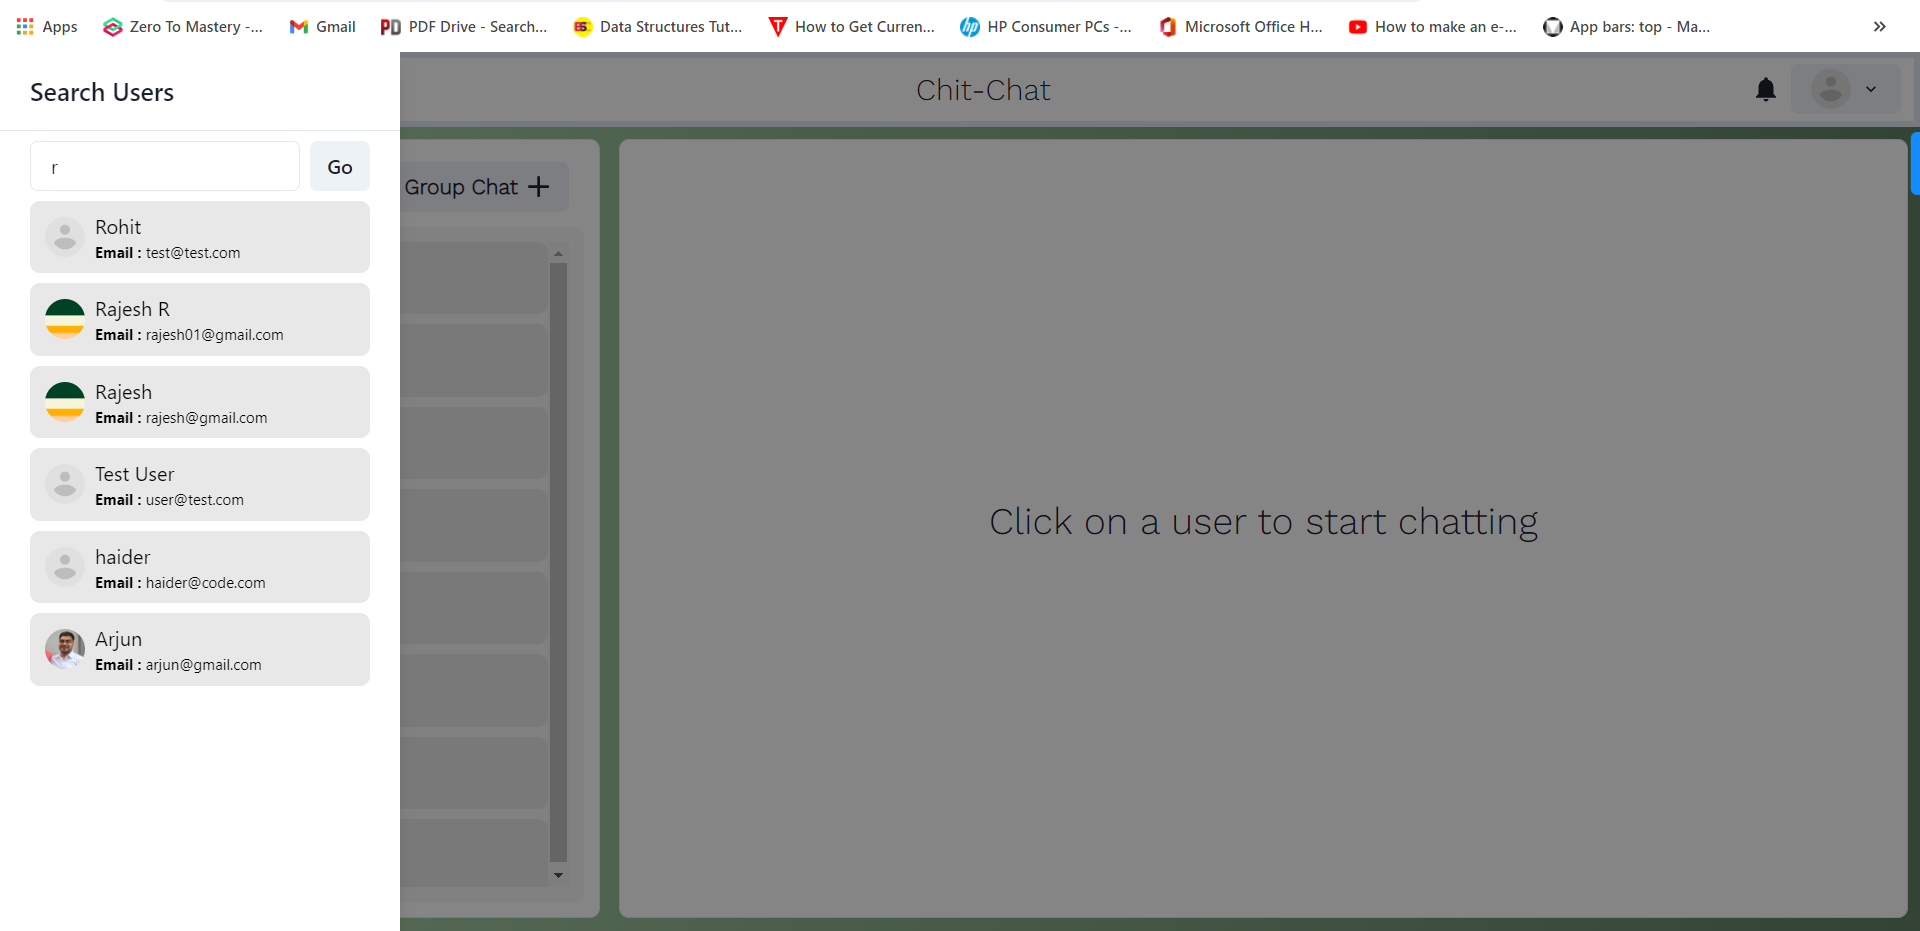 Apps Zero To Mastery -... Gmail PDF Drive - Search... Data Structures Tut... How to Get Curren... HP Consumer PCs -... Microsoft Office H... How to make an e-... App bars: top - Ma... »
Search Users
Chit-Chat
r
Go
Group Chat +
Rohit
Email : test@test.com
Rajesh R
Email : rajesh01@gmail.com
Rajesh
Email : rajesh@gmail.com
Test User
Email : user@test.com
haider
Email : haider@code.com
Arjun
Email : arjun@gmail.com
Click on a user to start chatting